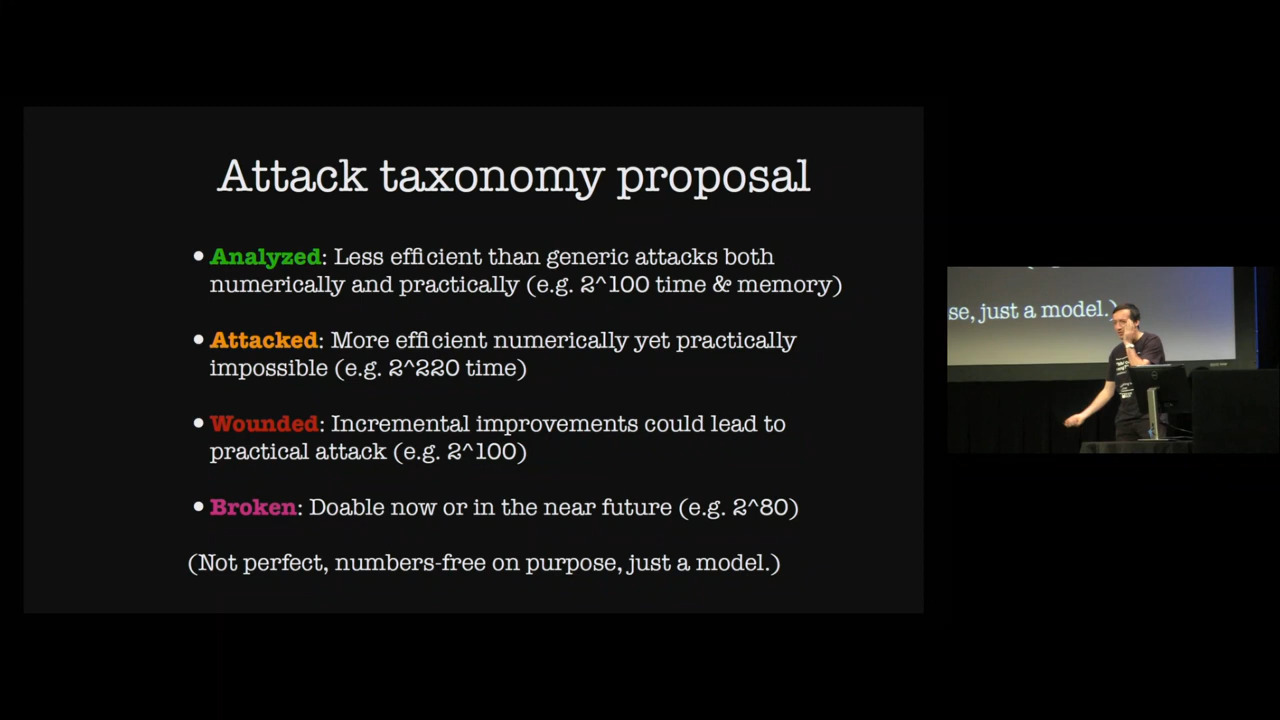 Attack taxonomy proposal
• Analyzed: Less efficient than generic attacks both
numerically and practically (e.g. 2^100 time & memory)
• Attacked: More efficient numerically yet practically
impossible (e.g. 2^220 time)
• Wounded: Incremental improvements could lead to
practical attack (e.g. 2^100)
• Broken: Doable now or in the near future (e.g. 2^80)
(Not perfect, numbers-free on purpose, just a model.)
se, just a model.)